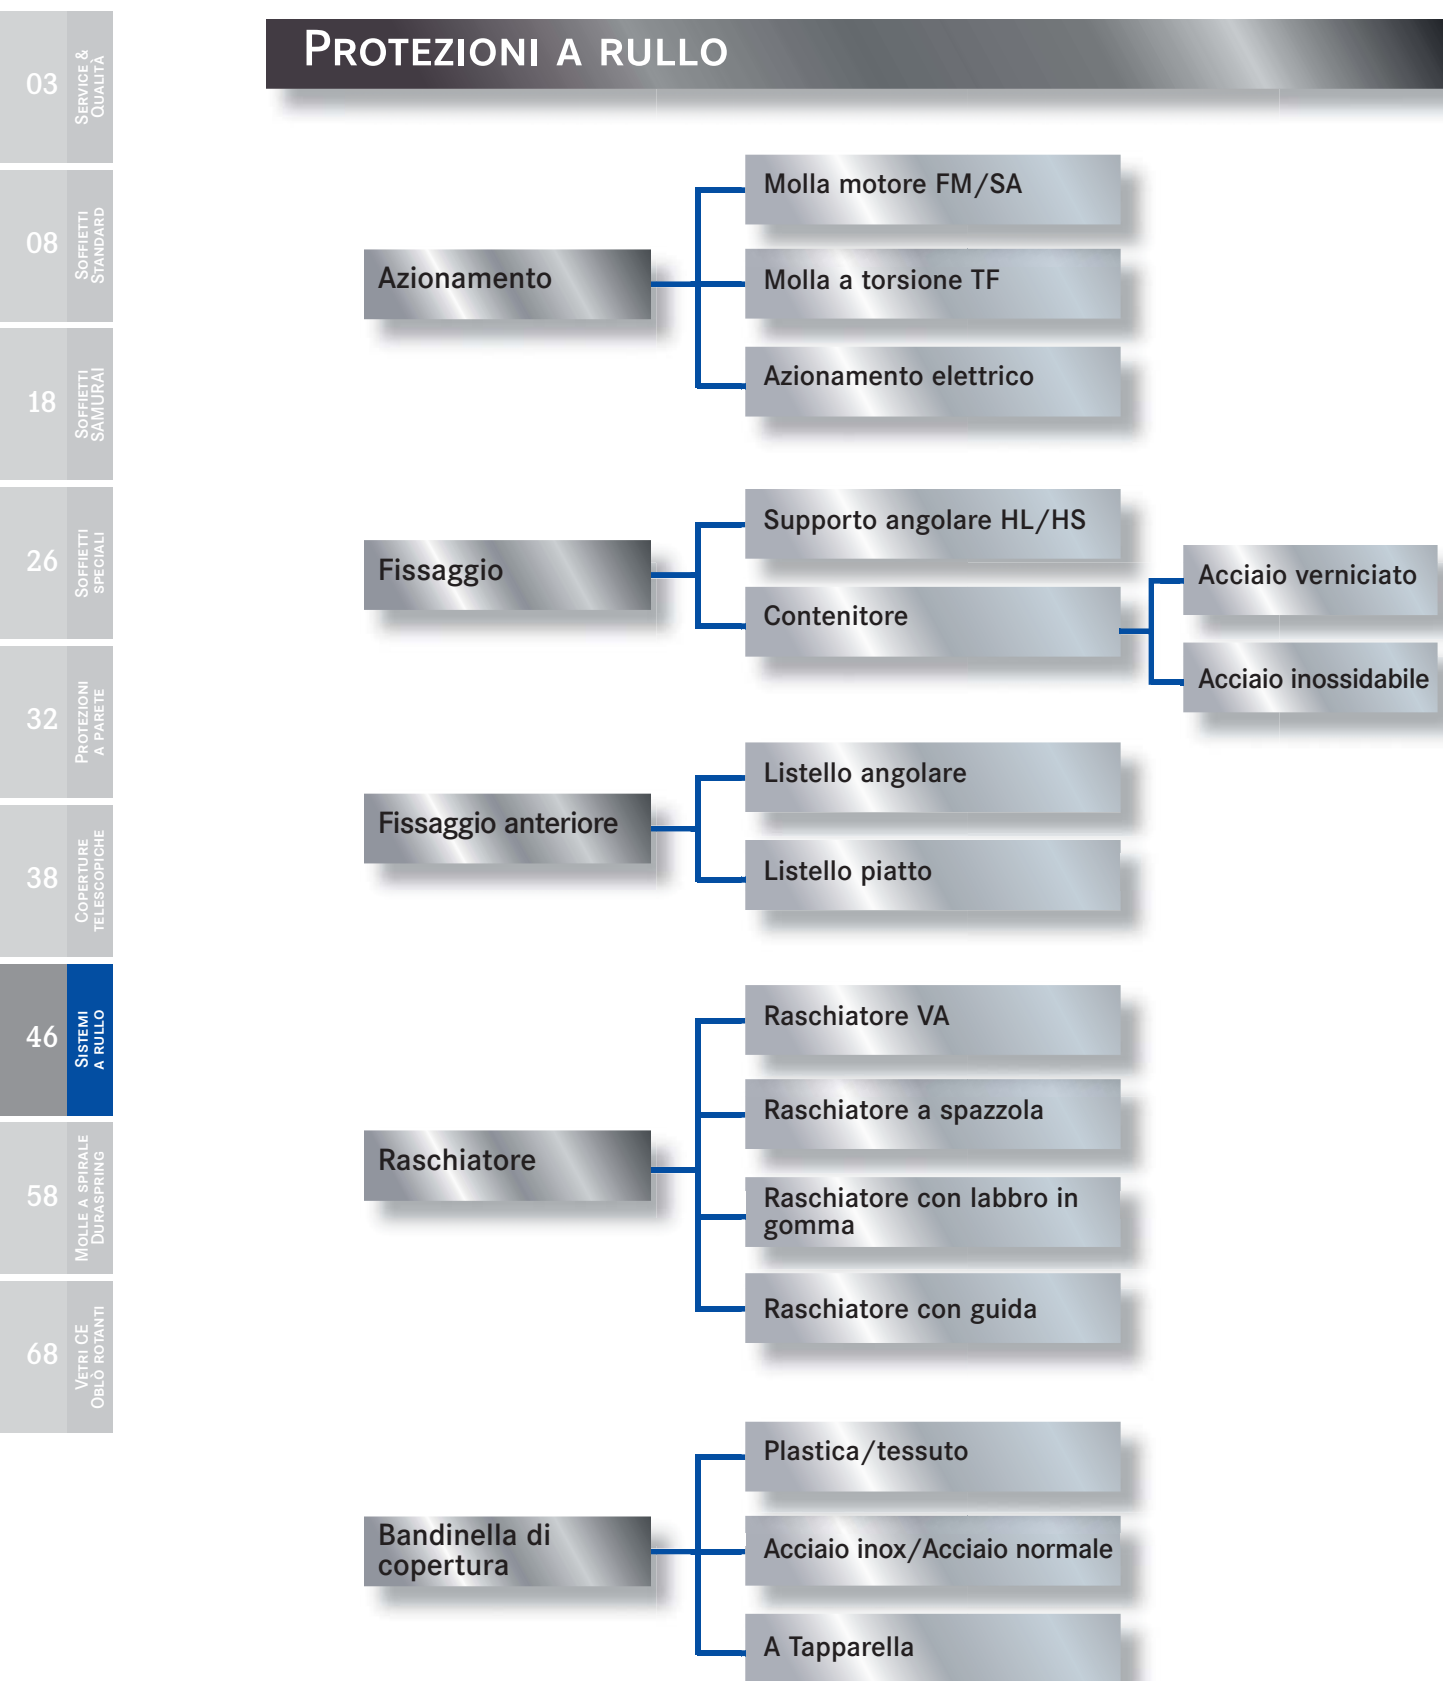 PROTEZIONI A RULLO
03
SERVICE &
QUALITÀ
08
SOFFIETTI
STANDARD
18
SOFFIETTI
SAMURAI
26
SOFFIETTI
SPECIALI
32
PROTEZIONI
A PARETE
38
COPERTURE
TELESCOPICHE
46
SISTEMI
A RULLO
58
MOLLE A SPIRALE
DURASPRING
68
VETRI CE
OBLÒ ROTANTI
Azionamento
Molla motore FM/SA
Molla a torsione TF
Azionamento elettrico
Fissaggio
Supporto angolare HL/HS
Contenitore
Acciaio verniciato
Acciaio inossidabile
Fissaggio anteriore
Listello angolare
Listello piatto
Raschiatore
Raschiatore VA
Raschiatore a spazzola
Raschiatore con labbro in
gomma
Raschiatore con guida
Bandinella di
copertura
Plastica/tessuto
Acciaio inox/Acciaio normale
A Tapparella